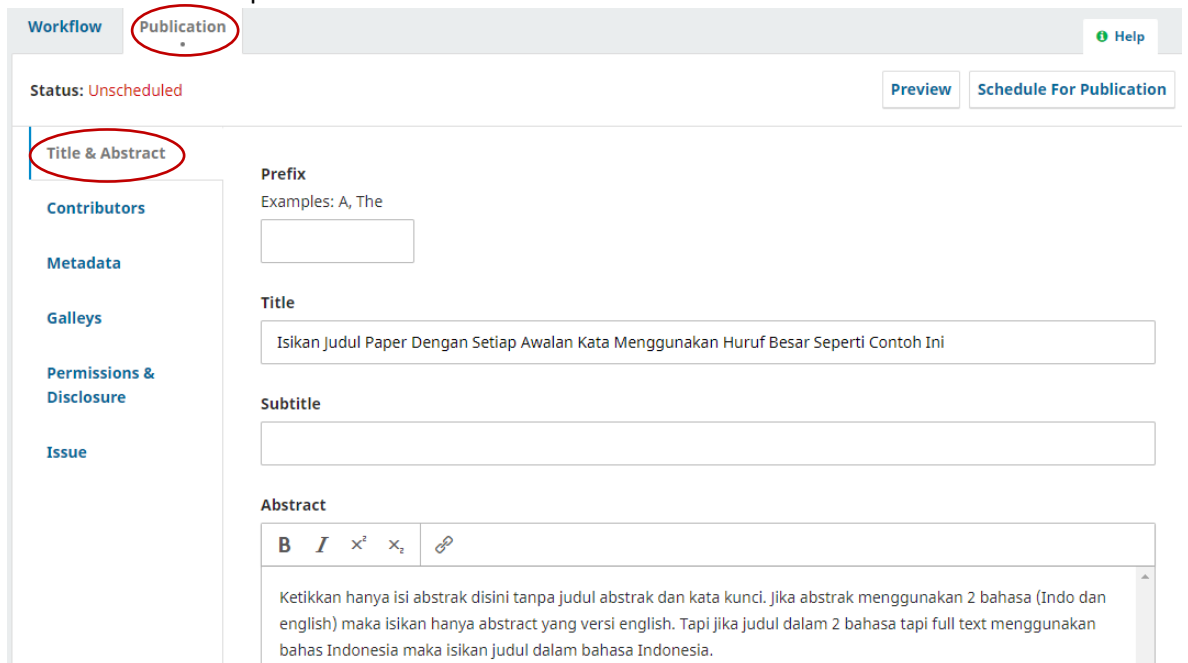 Workflow Publication
Help
Status: Unscheduled
Preview Schedule For Publication
Title & Abstract
Contributors
Metadata
Galleys
Permissions &
Disclosure
Issue
Prefix
Examples: A, The
Title
Isikan Judul Paper Dengan Setiap Awalan Kata Menggunakan Huruf Besar Seperti Contoh Ini
Subtitle
Abstract
B I x² x₂
Ketikkan hanya isi abstrak disini tanpa judul abstrak dan kata kunci. Jika abstrak menggunakan 2 bahasa (Indo dan
english) maka isikan hanya abstract yang versi english. Tapi jika judul dalam 2 bahasa tapi full text menggunakan
bahas Indonesia maka isikan judul dalam bahasa Indonesia.